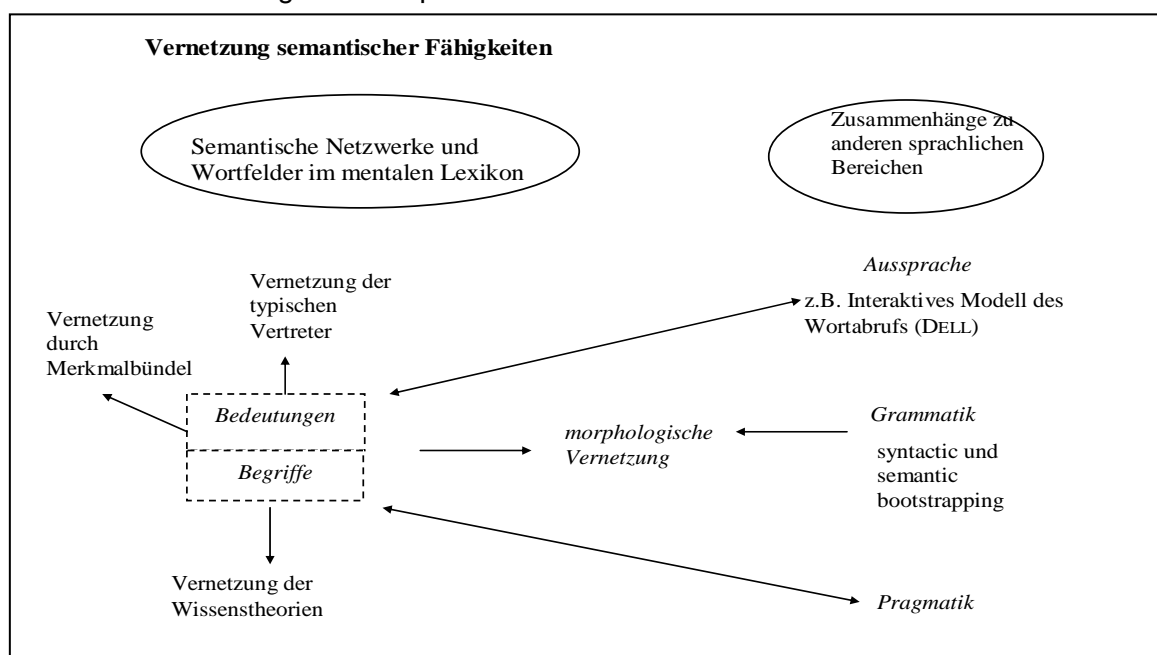 Vernetzung semantischer Fähigkeiten
Semantische Netzwerke und
Wortfelder im mentalen Lexikon
Zusammenhänge zu
anderen sprachlichen
Bereichen
Vernetzung der
typischen
Vertreter
Vernetzung
durch
Merkmalbündel
Bedeutungen
Begriffe
Vernetzung der
Wissenstheorien
morphologische
Vernetzung
Aussprache
z.B. Interaktives Modell des
Wortabrufs (DELL)
Grammatik
syntactic und
semantic
bootstrapping
Pragmatik